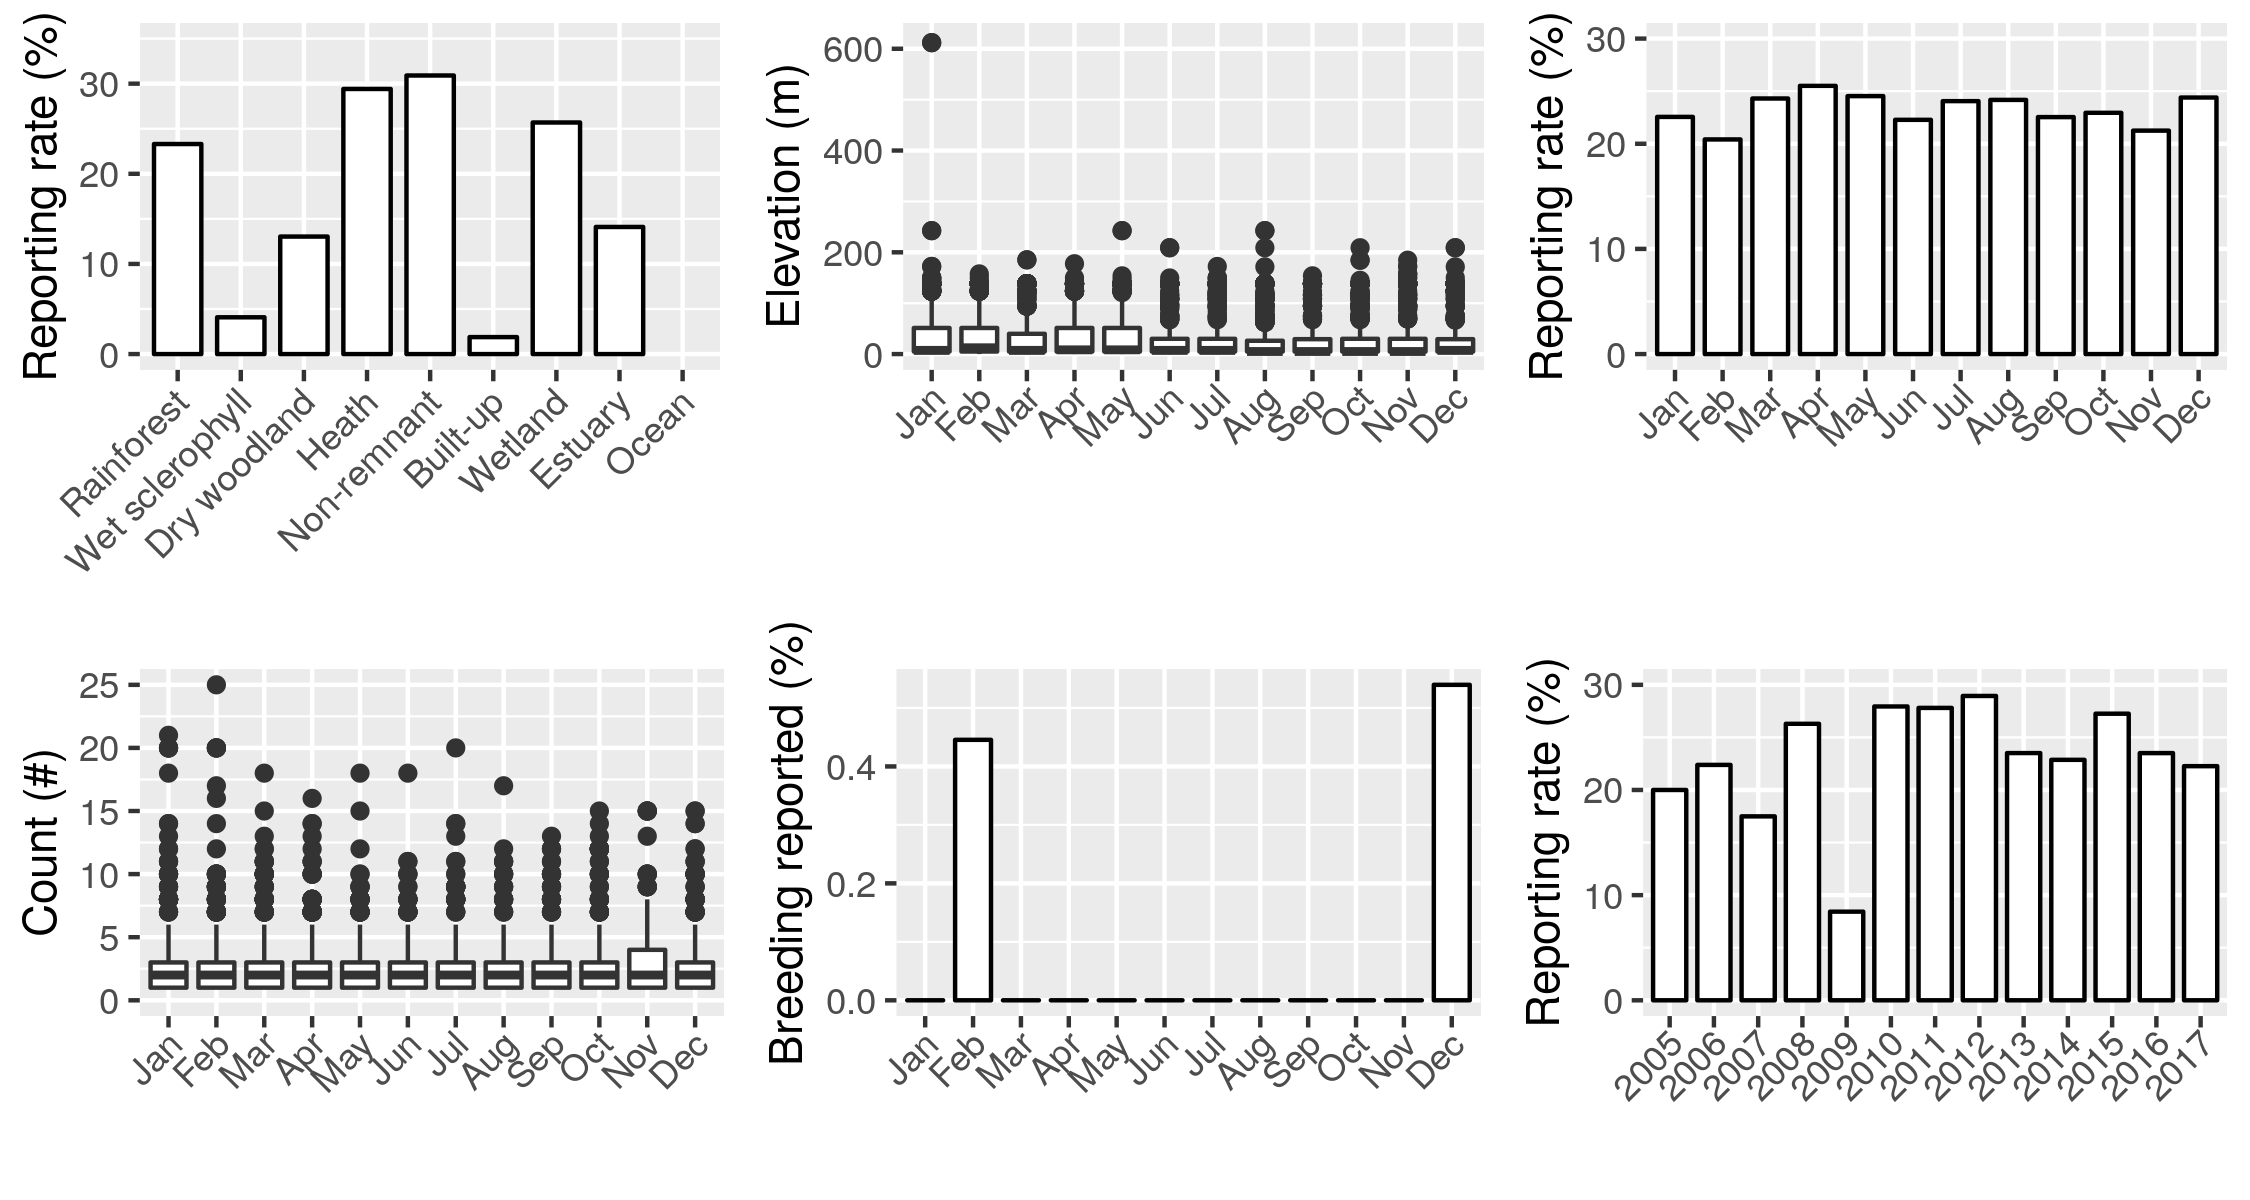 Reporting rate (%)
30
20
10
0
Rainforest
Wet sclerophyll
Dry woodland
Heath
Non-remnant
Built-up
Wetland
Estuary
Ocean
Elevation (m)
600
400
200
0
Jan
Feb
Mar
Apr
May
Jun
Jul
Aug
Sep
Oct
Nov
Dec
Reporting rate (%)
30
20
10
0
Jan
Feb
Mar
Apr
May
Jun
Jul
Aug
Sep
Oct
Nov
Dec
Count (#)
25
20
15
10
5
0
Jan
Feb
Mar
Apr
May
Jun
Jul
Aug
Sep
Oct
Nov
Dec
Breeding reported (%)
0.4
0.2
0.0
Jan
Feb
Mar
Apr
May
Jun
Jul
Aug
Sep
Oct
Nov
Dec
Reporting rate (%)
30
20
10
0
2005
2006
2007
2008
2009
2010
2011
2012
2013
2014
2015
2016
2017